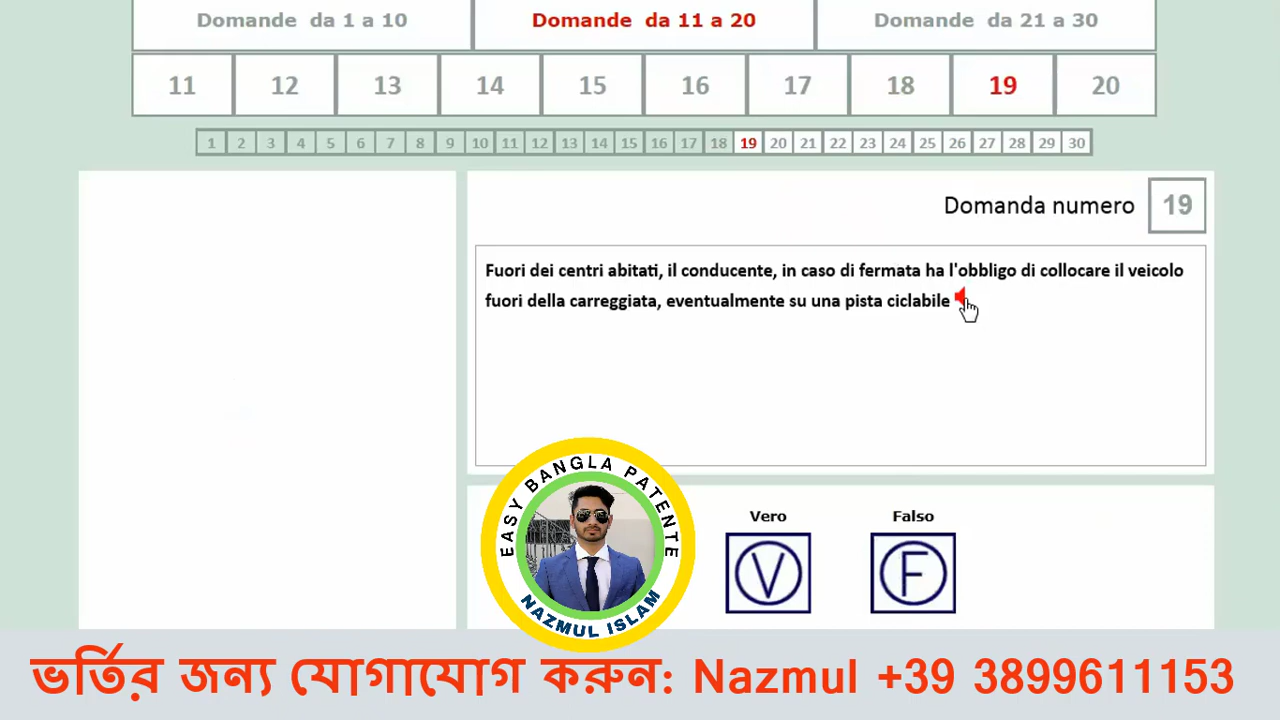 Domande da 1 a 10 Domande da 11 a 20 Domande da 21 a 30
11 12 13 14 15 16 17 18 19 20
1 2 3 4 5 6 7 8 9 10 11 12 13 14 15 16 17 18 19 20 21 22 23 24 25 26 27 28 29 30
Domanda numero 19
Fuori dei centri abitati, il conducente, in caso di fermata ha l'obbligo di collocare il veicolo
fuori della carreggiata, eventualmente su una pista ciclabile
Vero Falso
V F
EASY BANGLA PATENTE
NAZMUL ISLAM
ভর্তির জন্য যোগাযোগ করুন: Nazmul +39 3899611153